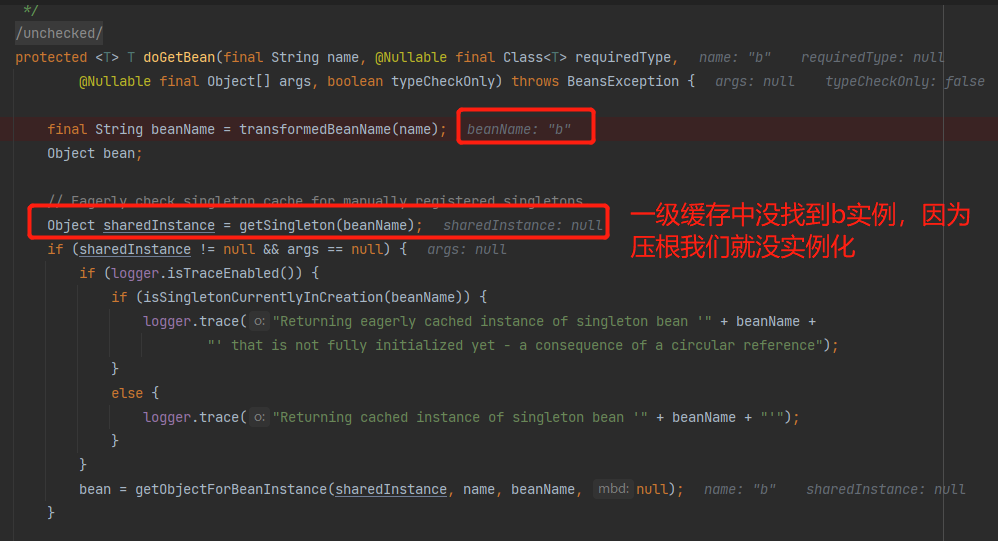 */
/unchecked/
protected <T> T doGetBean(final String name, @Nullable final Class<T> requiredType, name: "b" requiredType: null
@Nullable final Object[] args, boolean typeCheckOnly) throws BeansException { args: null typeCheckOnly: false
final String beanName = transformedBeanName(name); beanName: "b"
Object bean;
// Eagerly check singleton cache for manually registered singletons
Object sharedInstance = getSingleton(beanName); sharedInstance: null
一级缓存中没找到b实例，因为
压根我们就没实例化
if (sharedInstance != null && args == null) { args: null
if (logger.isTraceEnabled()) {
if (isSingletonCurrentlyInCreation(beanName)) {
logger.trace( o: "Returning eagerly cached instance of singleton bean '" + beanName +
"' that is not fully initialized yet - a consequence of a circular reference");
}
else {
logger.trace( o: "Returning cached instance of singleton bean '" + beanName + "'");
}
}
bean = getObjectForBeanInstance(sharedInstance, name, beanName, mbd: null); name: "b" sharedInstance: null
}